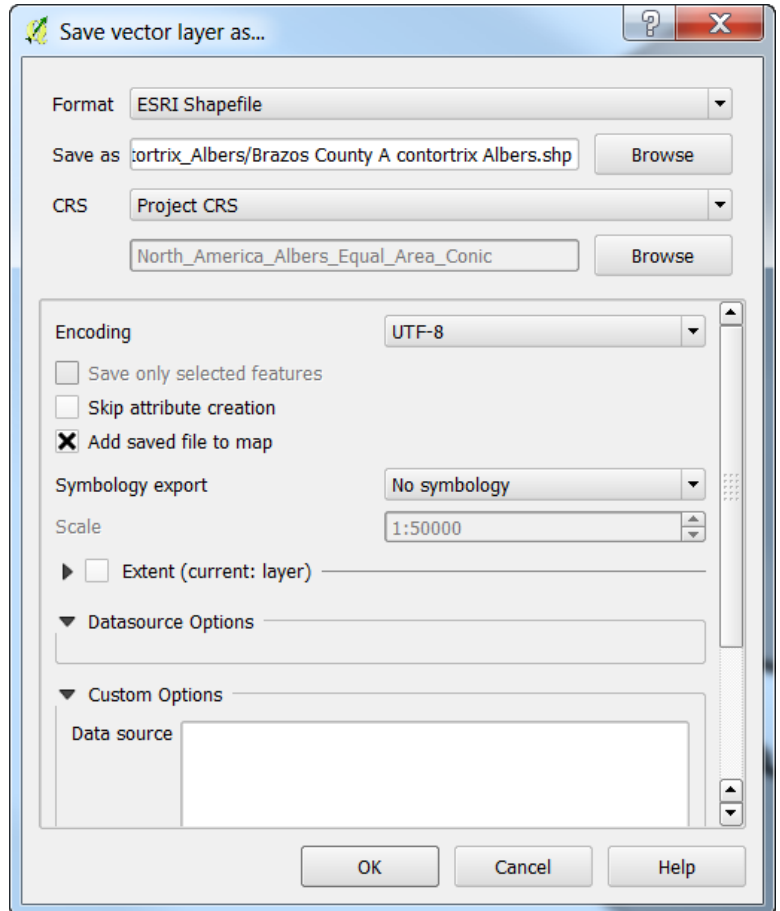 Save vector layer as...
Format ESRI Shapefile
Save as tortrix_Albers/Brazos County A contortrix Albers.shp Browse
CRS Project CRS
North_America_Albers_Equal_Area_Conic Browse
Encoding UTF-8
Save only selected features
Skip attribute creation
Add saved file to map
Symbology export No symbology
Scale 1:50000
Extent (current: layer)
Datasource Options
Custom Options
Data source
OK Cancel Help